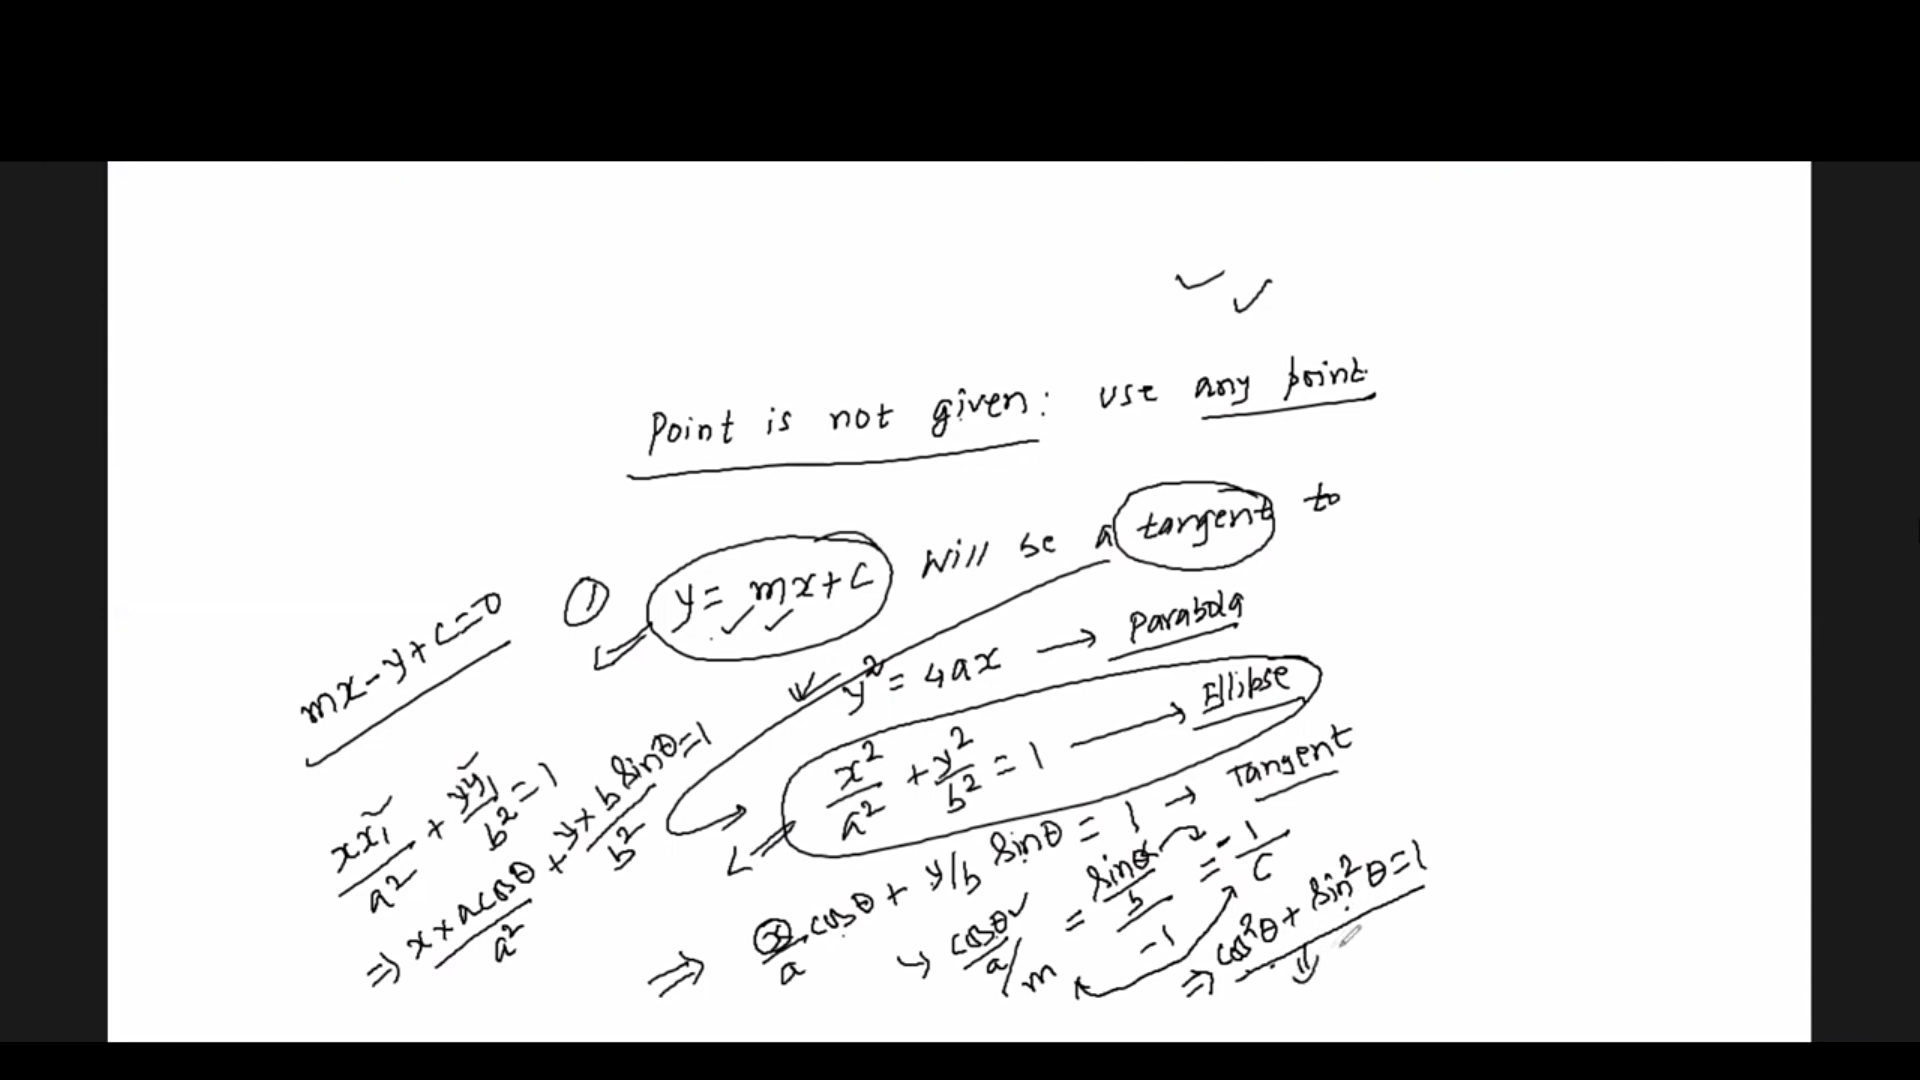 Point is not given: use any point
mx-y+c=0
① y = mx+c will be a tangent to
y² = 4ax → Parabola
x²/a² + y²/b² = 1 → Ellipse
xx₁/a² + yy₁/b² = 1
⇒ x×a cosθ/a² + y×b sinθ/b² = 1
⇒ x/a cosθ + y/b sinθ = 1 → Tangent
↪ cosθ/a/m = sinθ/b/-1 = -1/c
⇒ cos²θ + sin²θ = 1